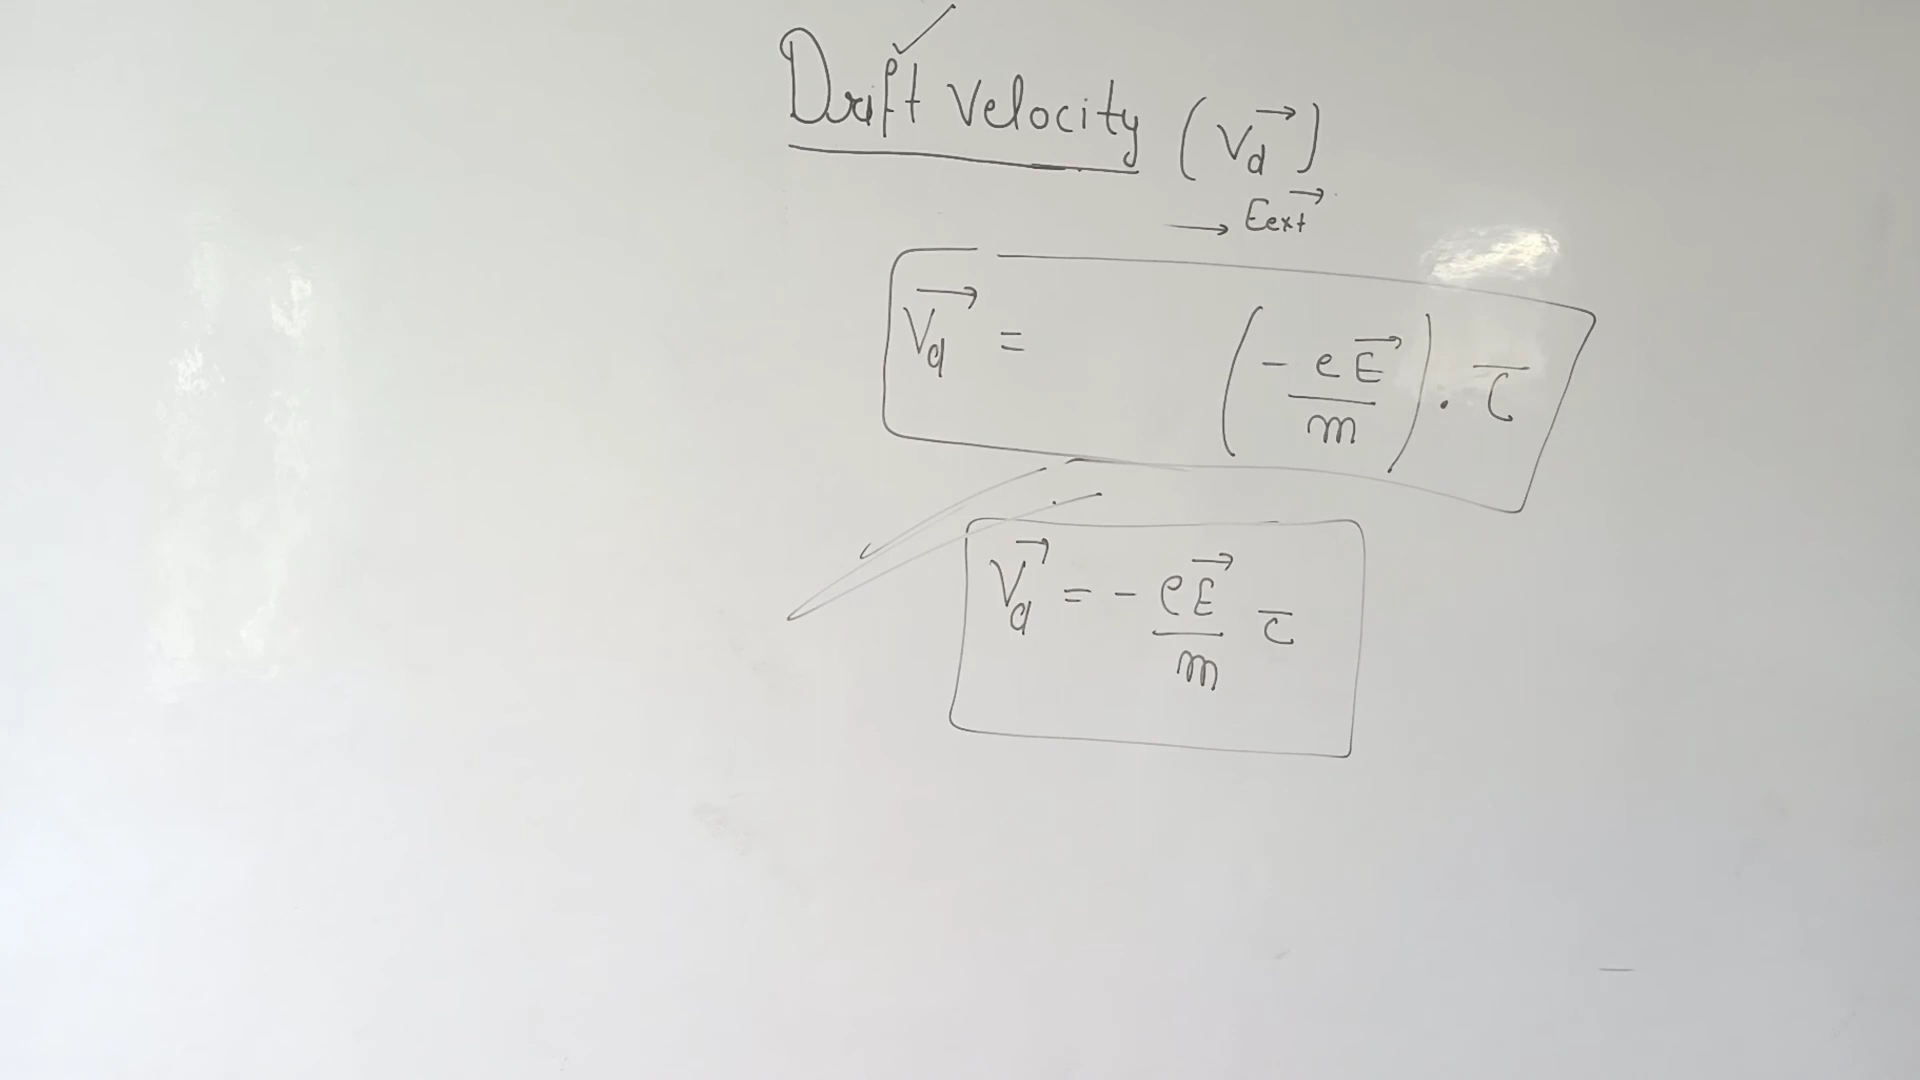 Drift Velocity (V⃗d)
→ E⃗ext
V⃗d = (-eE⃗/m) . τ
V⃗d = - eE⃗/m τ